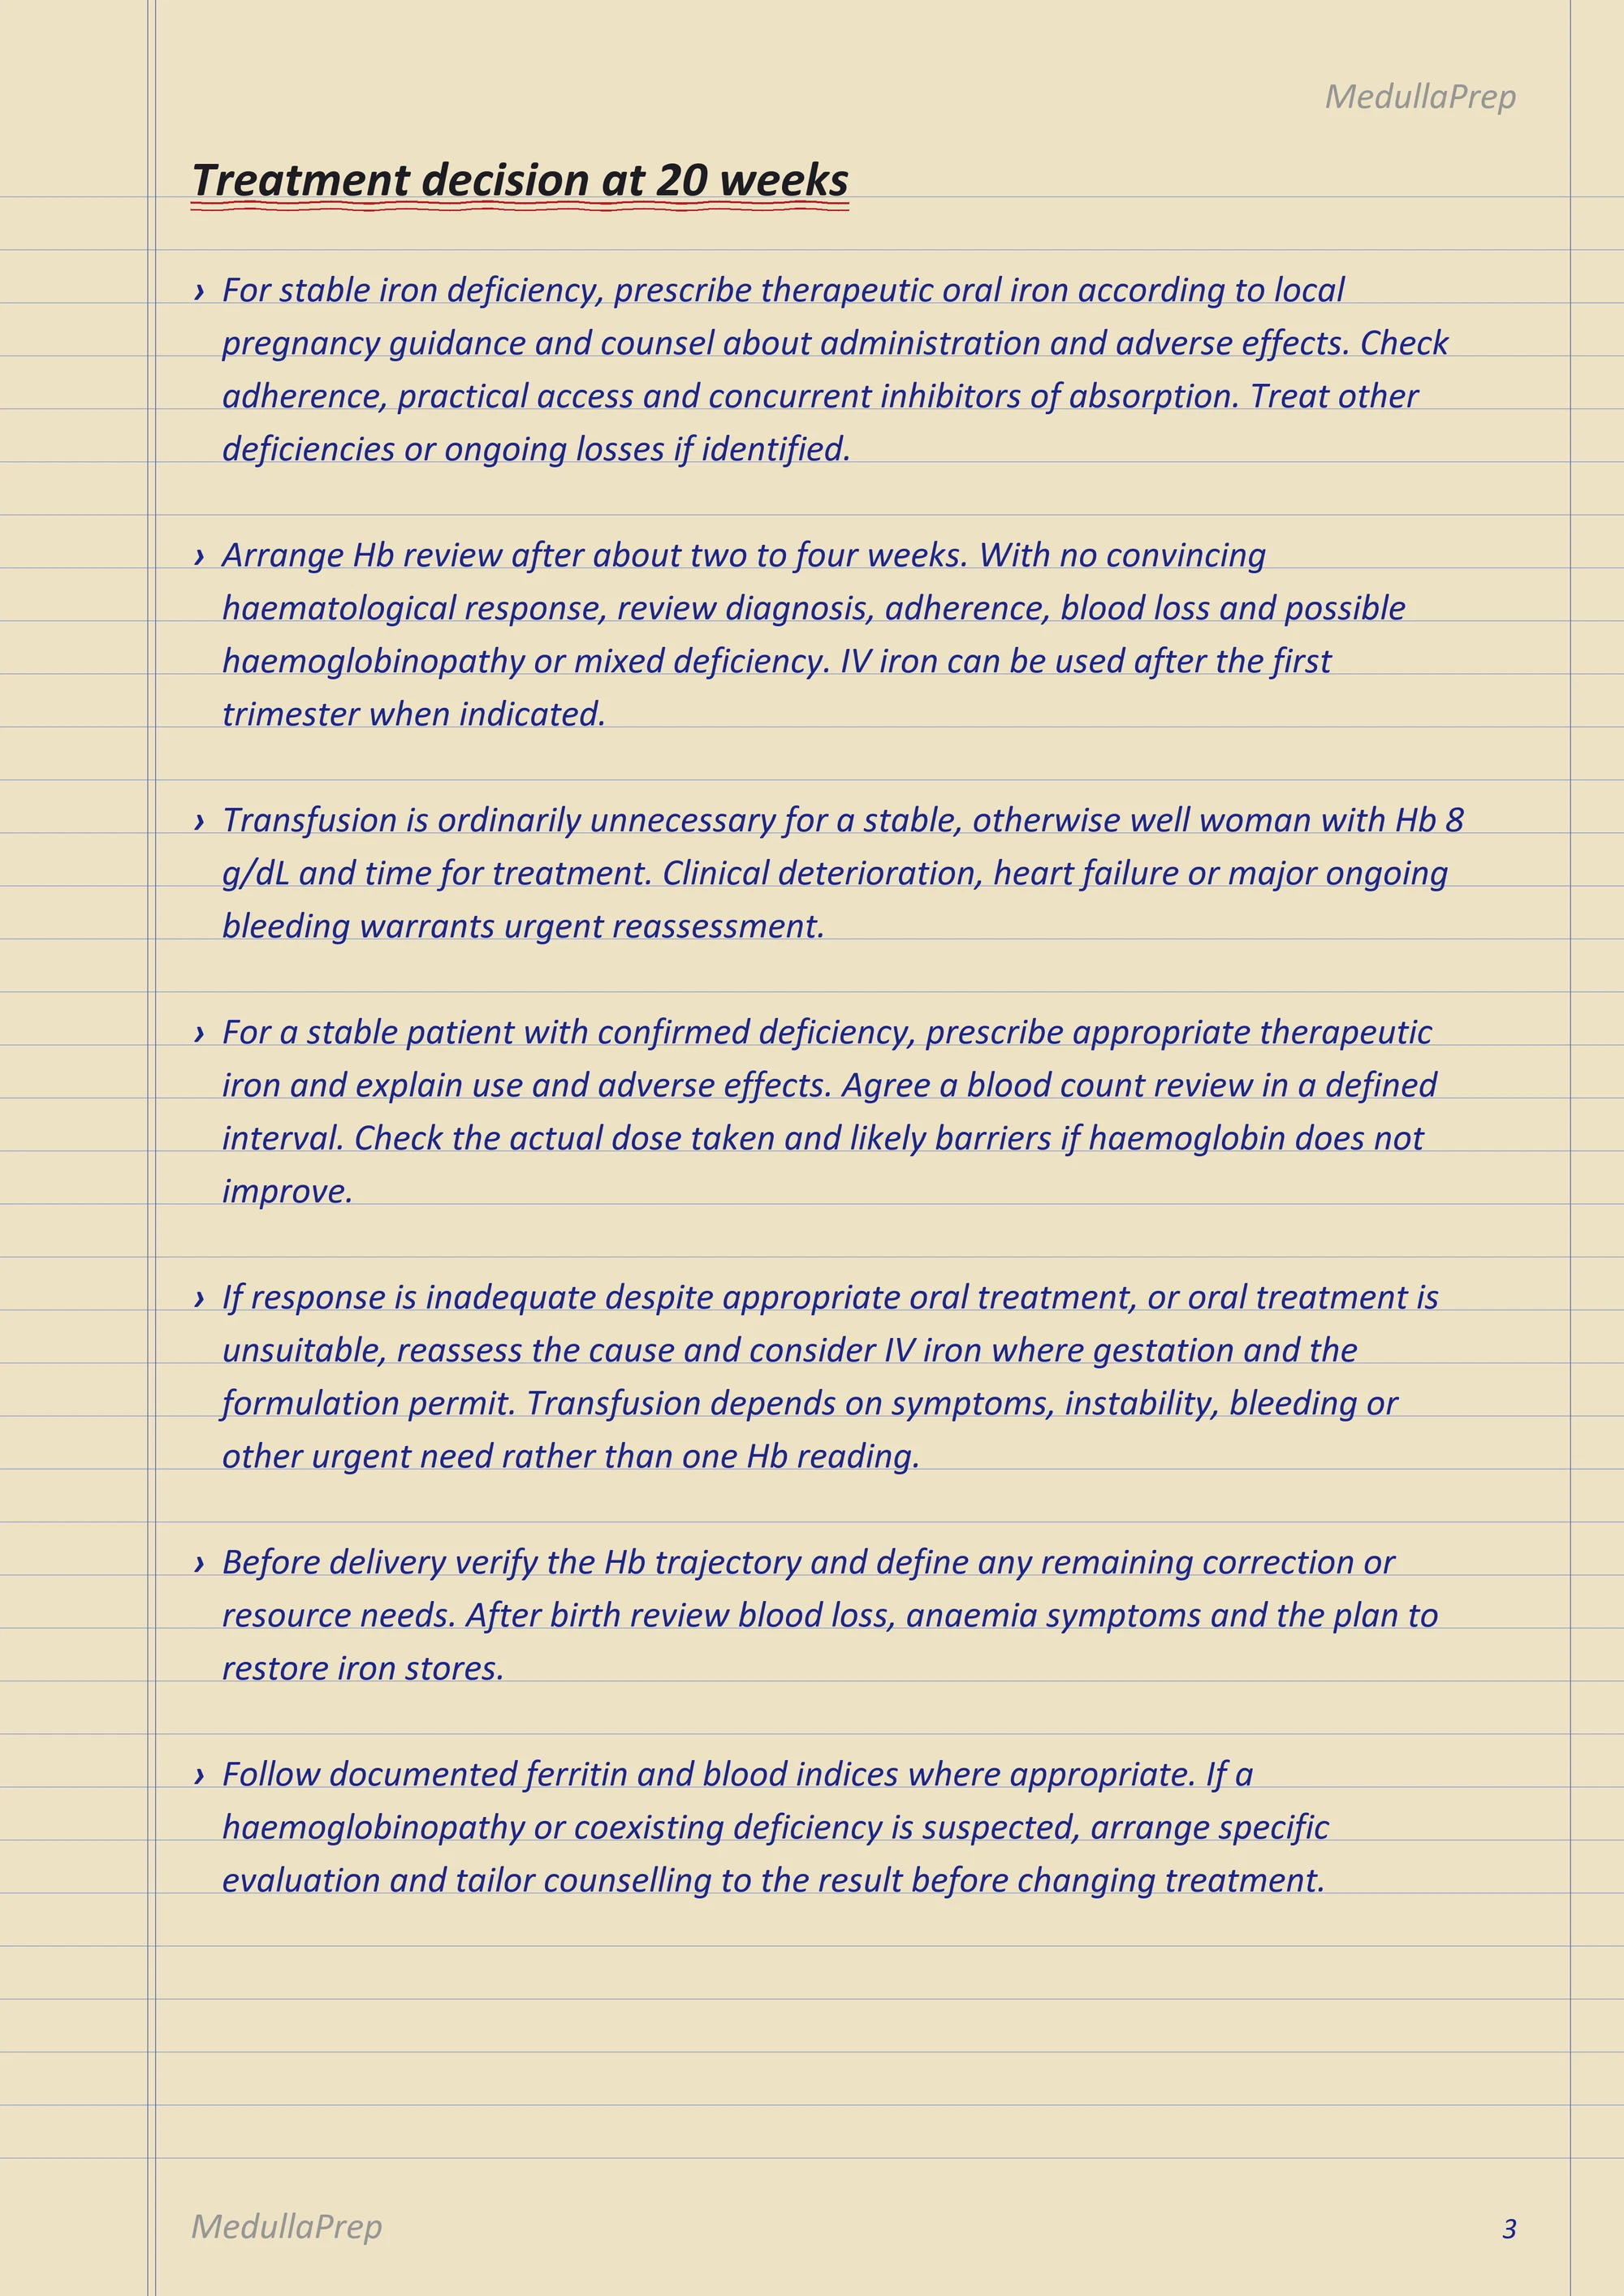 MedullaPrep
Treatment decision at 20 weeks
› For stable iron deficiency, prescribe therapeutic oral iron according to local
pregnancy guidance and counsel about administration and adverse effects. Check
adherence, practical access and concurrent inhibitors of absorption. Treat other
deficiencies or ongoing losses if identified.
› Arrange Hb review after about two to four weeks. With no convincing
haematological response, review diagnosis, adherence, blood loss and possible
haemoglobinopathy or mixed deficiency. IV iron can be used after the first
trimester when indicated.
› Transfusion is ordinarily unnecessary for a stable, otherwise well woman with Hb 8
g/dL and time for treatment. Clinical deterioration, heart failure or major ongoing
bleeding warrants urgent reassessment.
› For a stable patient with confirmed deficiency, prescribe appropriate therapeutic
iron and explain use and adverse effects. Agree a blood count review in a defined
interval. Check the actual dose taken and likely barriers if haemoglobin does not
improve.
› If response is inadequate despite appropriate oral treatment, or oral treatment is
unsuitable, reassess the cause and consider IV iron where gestation and the
formulation permit. Transfusion depends on symptoms, instability, bleeding or
other urgent need rather than one Hb reading.
› Before delivery verify the Hb trajectory and define any remaining correction or
resource needs. After birth review blood loss, anaemia symptoms and the plan to
restore iron stores.
› Follow documented ferritin and blood indices where appropriate. If a
haemoglobinopathy or coexisting deficiency is suspected, arrange specific
evaluation and tailor counselling to the result before changing treatment.
MedullaPrep
3